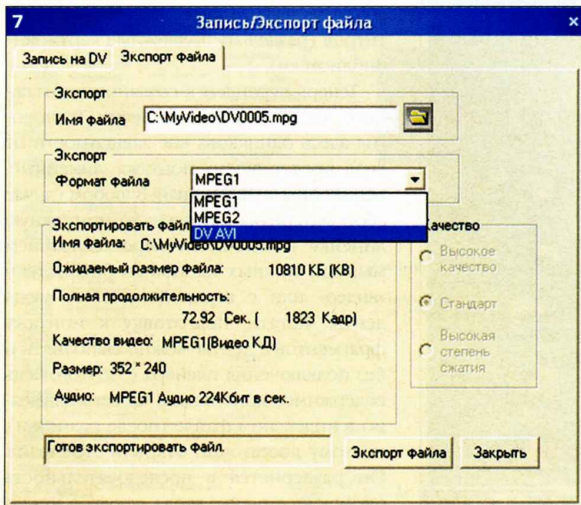 7 Запись/Экспорт файла ×
Запись на DV Экспорт Файла
Экспорт
Имя файла C:\MyVideo\DV0005.mpg
Экспорт
Формат файла MPEG1
MPEG1
MPEG2
DV AVI
Экспортировать файл
Имя файла: C:\MyVideo\DV0005.mpg
Ожидаемый размер файла: 10810 КБ (KB)
Полная продолжительность:
72.92 Сек. ( 1823 Кадр)
Качество видео: MPEG1(Видео К.Д)
Размер: 352 * 240
Аудио: MPEG1 Аудио 224Кбит в сек.
Качество
Высокое
качество
Стандарт
Высокая
степень
сжатия
Готов экспортировать файл.
Экспорт файла Закрыть